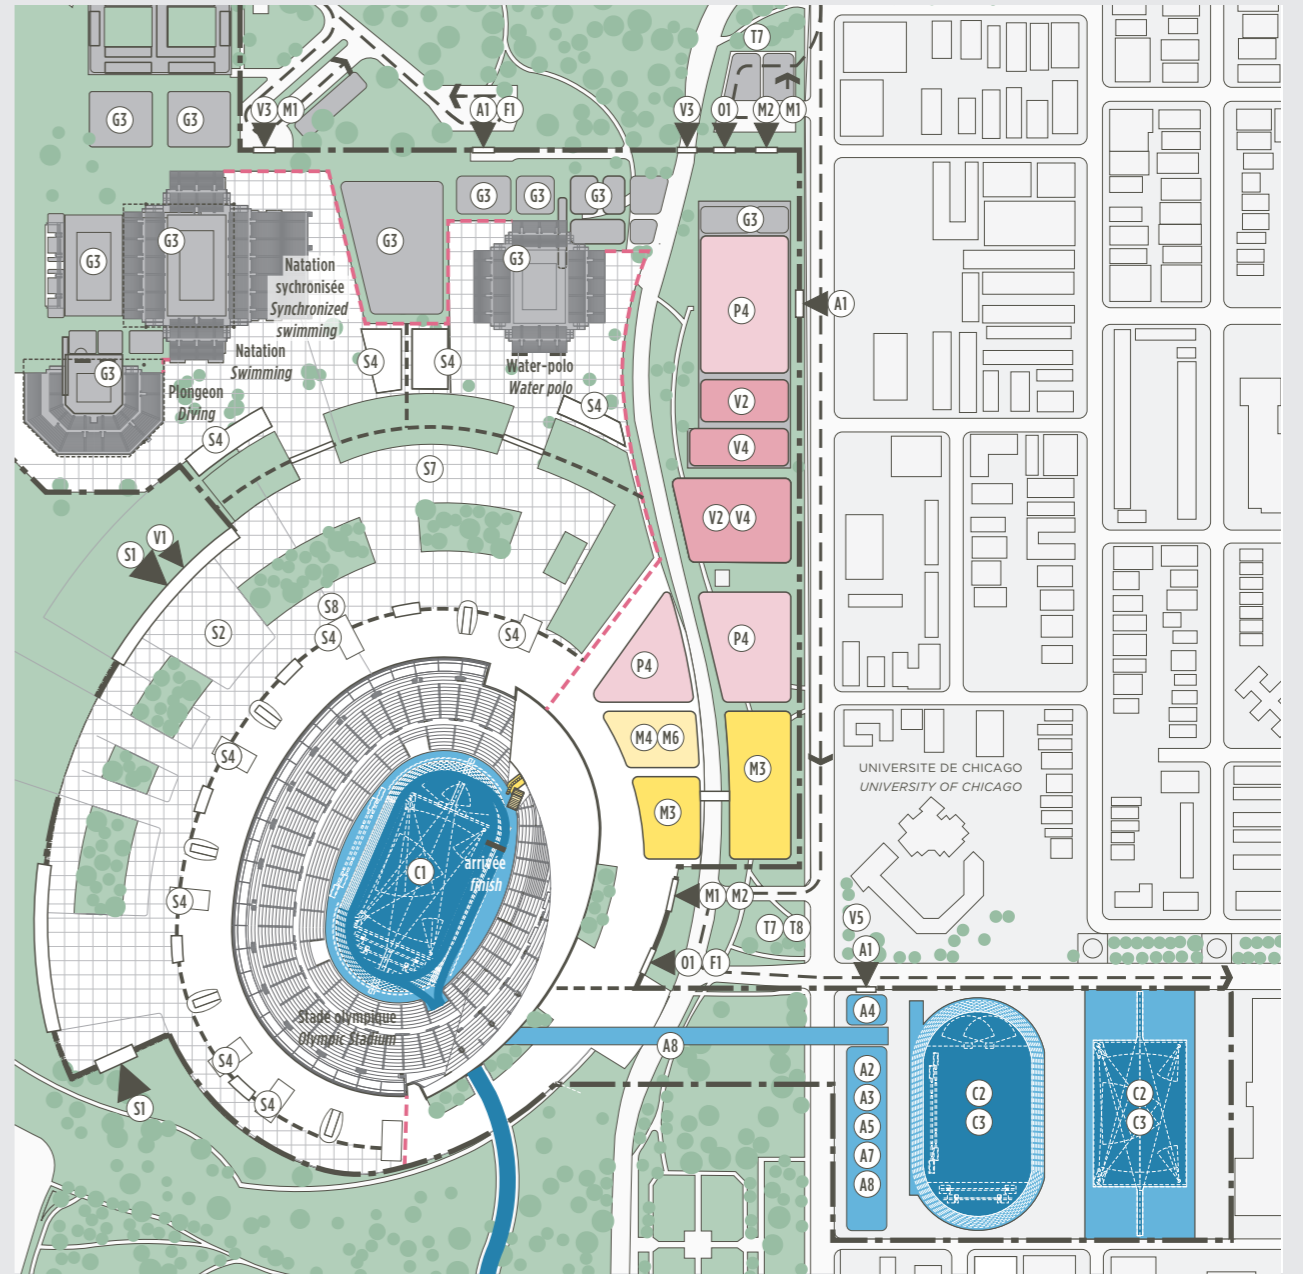 T7
V3 M1
A1 F1
V3
O1
M2 M1
G3
G3
G3
G3
G3
G3
G3
G3
G3
G3
G3
Natation
sychronisée
Synchronized
swimming
P4
A1
Natation
Swimming
S4
S4
Water-polo
Water polo
G3
Plongeon
Diving
V2
S4
S4
V4
S7
V2 V4
S1
V1
S8
S2
S4
S4
P4
P4
M4 M6
M3
S4
UNIVERSITE DE CHICAGO
UNIVERSITY OF CHICAGO
M3
arrivée
finish
C1
S4
M1 M2
V5
T7 T8
A1
O1 F1
A4
Stade olympique
Olympic Stadium
A8
S4
A2
C2
C2
A3
S4
S1
A5
C3
C3
A7
A8